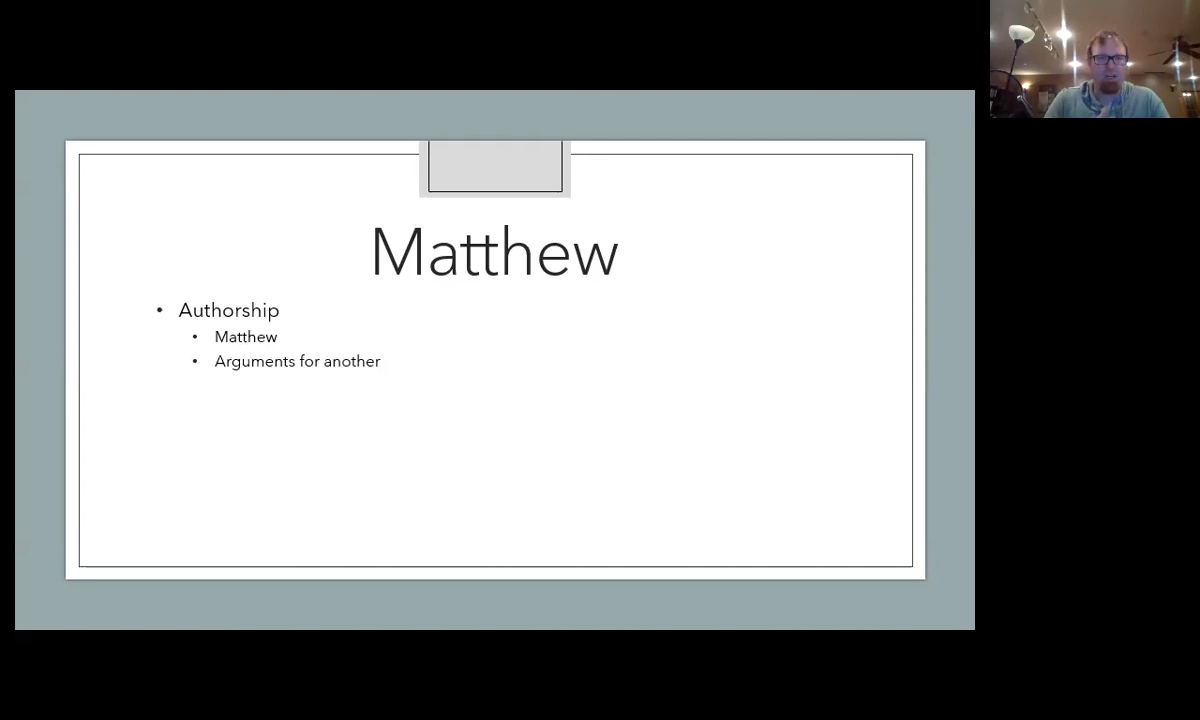 Matthew
• Authorship
• Matthew
• Arguments for another